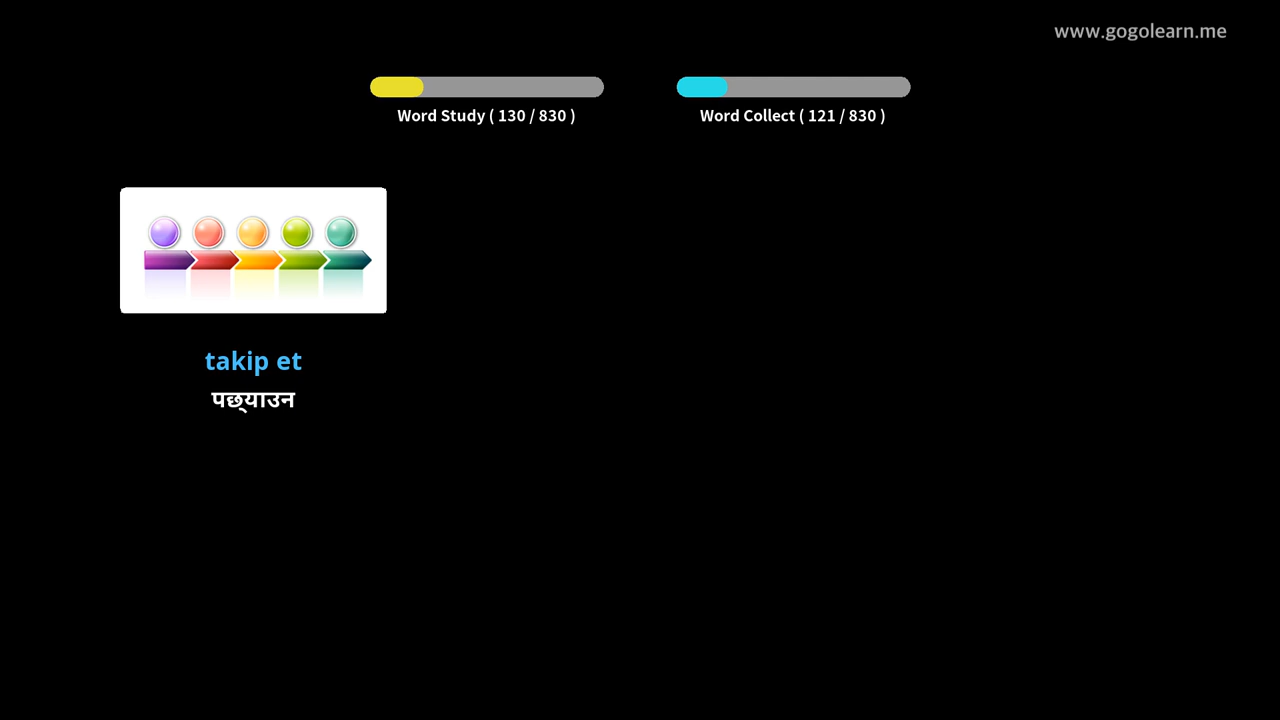 www.gogolearn.me
Word Study ( 130 / 830 )
Word Collect ( 121 / 830 )
takip et
पछ्याउन